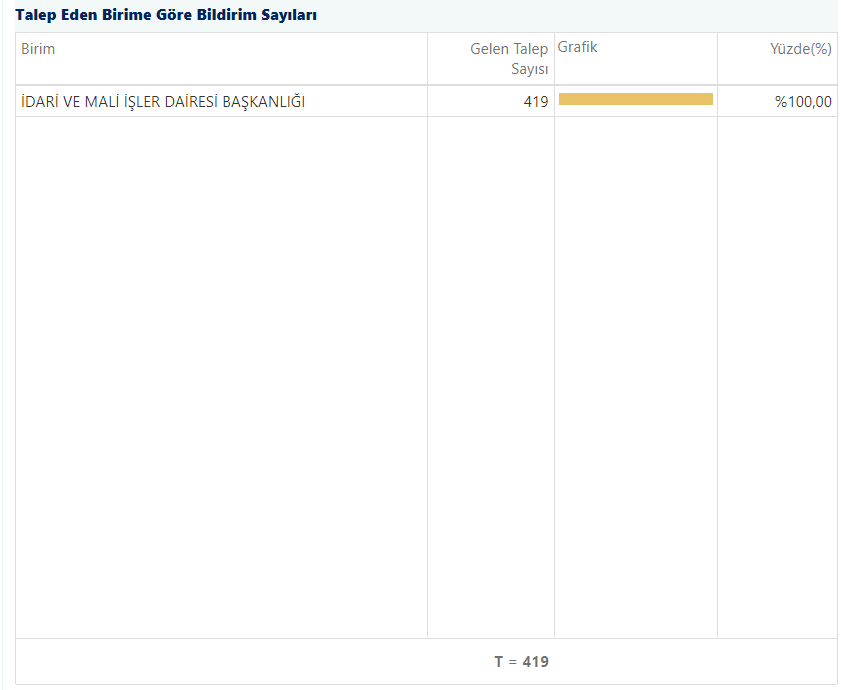 Talep Eden Birime Göre Bildirim Sayıları
Birim
Gelen Talep
Sayısı
Grafik
Yüzde(%)
İDARİ VE MALİ İŞLER DAİRESİ BAŞKANLIĞI
419
%100,00
T = 419